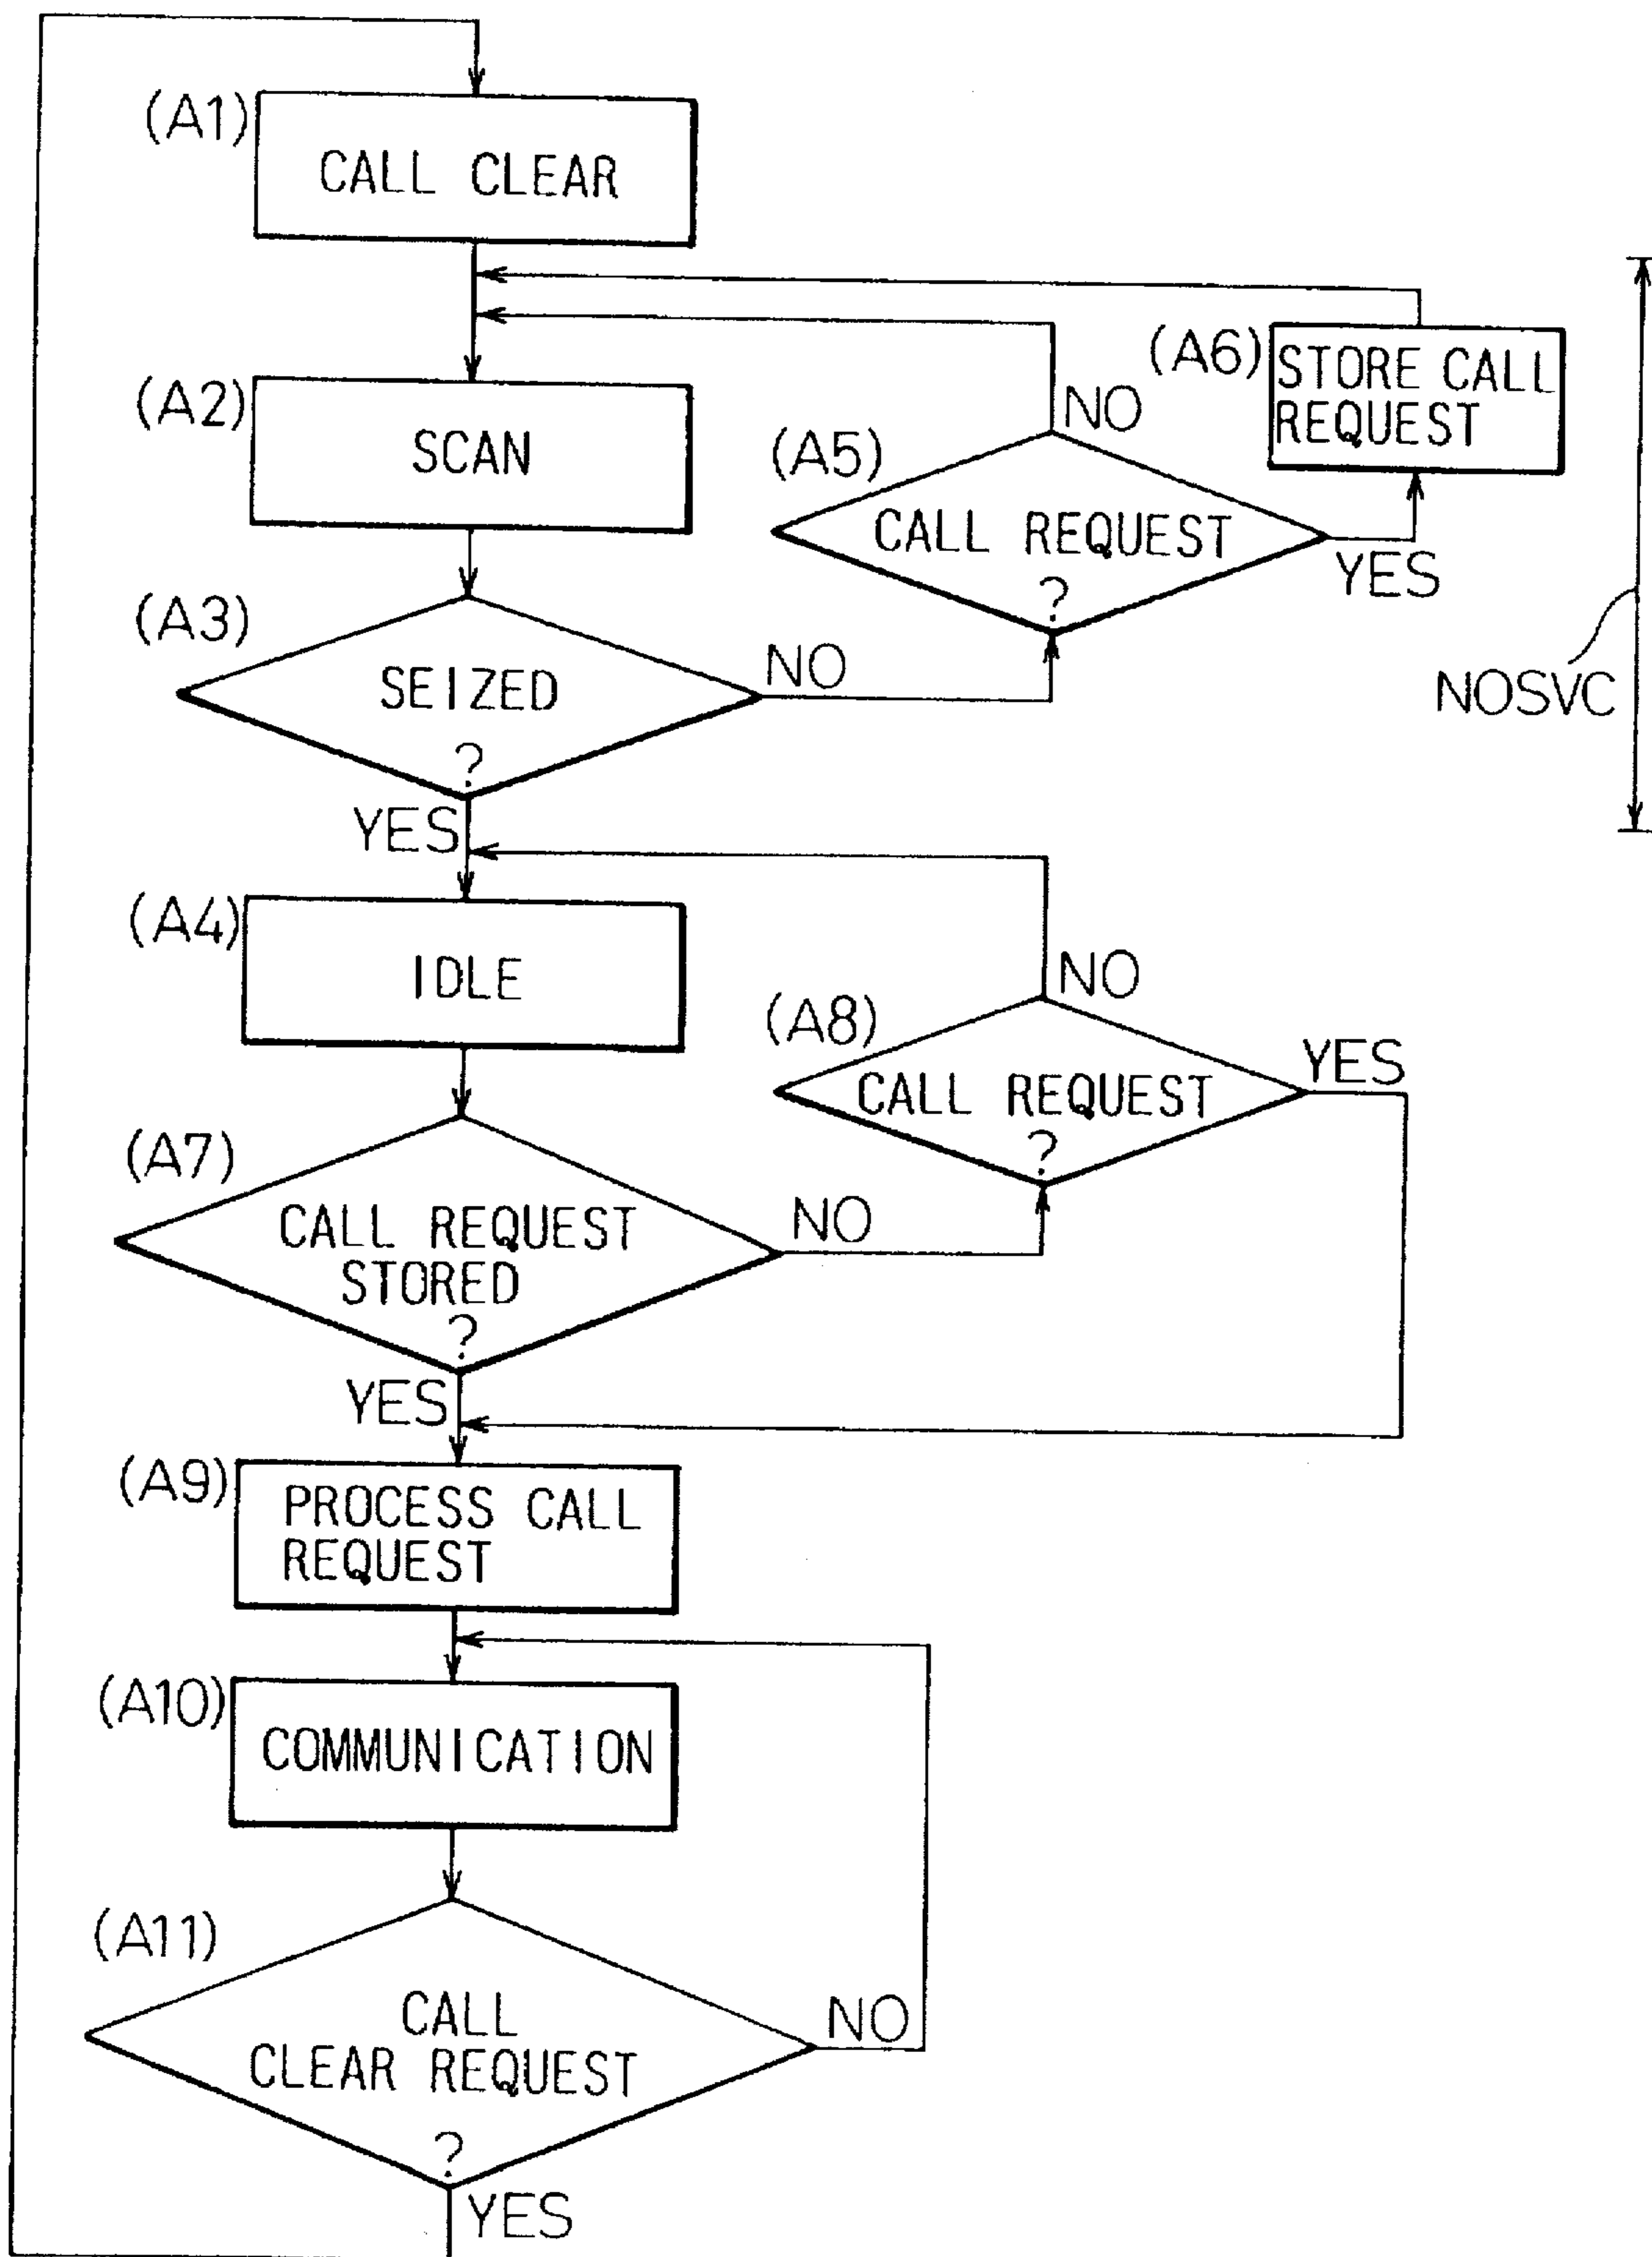 (A1)
CALL CLEAR
(A2)
SCAN
(A3)
SEIZED
?
NO
YES
(A5)
CALL REQUEST
?
NO
YES
(A6)
STORE CALL
REQUEST
NOSVC
(A4)
IDLE
(A7)
CALL REQUEST
STORED
?
NO
YES
(A8)
CALL REQUEST
?
NO
YES
(A9)
PROCESS CALL
REQUEST
(A10)
COMMUNICATION
(A11)
CALL
CLEAR REQUEST
?
NO
YES